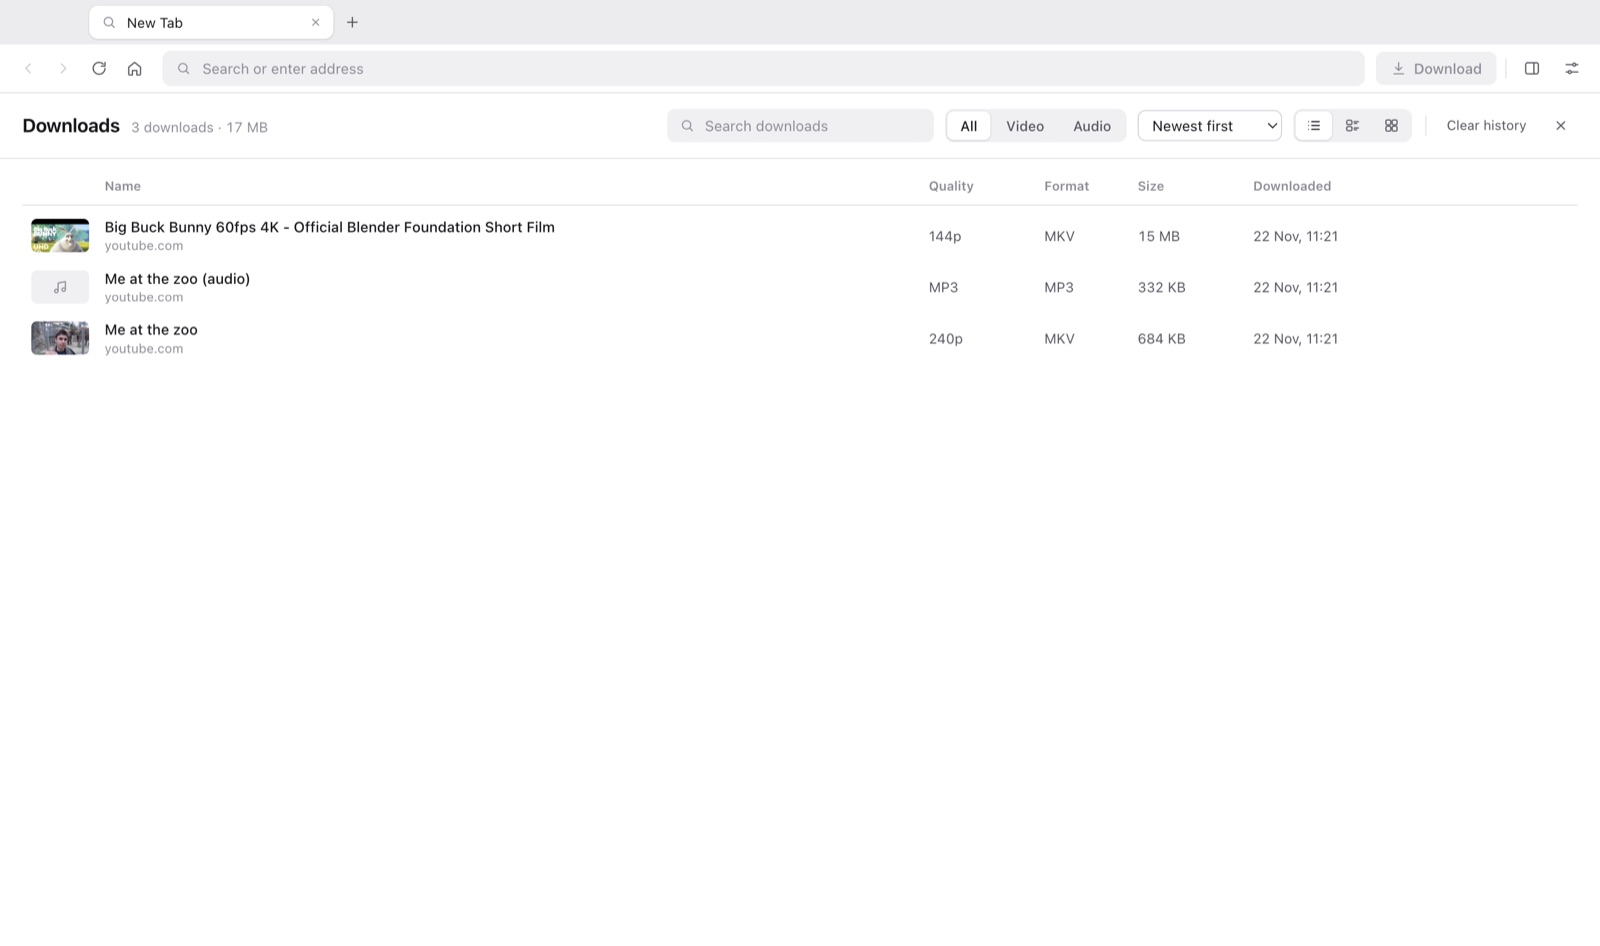 New Tab
Search or enter address
Download
Downloads 3 downloads · 17 MB
Search downloads
All Video Audio
Newest first
Clear history
Name Quality Format Size Downloaded
Big Buck Bunny 60fps 4K - Official Blender Foundation Short Film
youtube.com
144p MKV 15 MB 22 Nov, 11:21
Me at the zoo (audio)
youtube.com
MP3 MP3 332 KB 22 Nov, 11:21
Me at the zoo
youtube.com
240p MKV 684 KB 22 Nov, 11:21